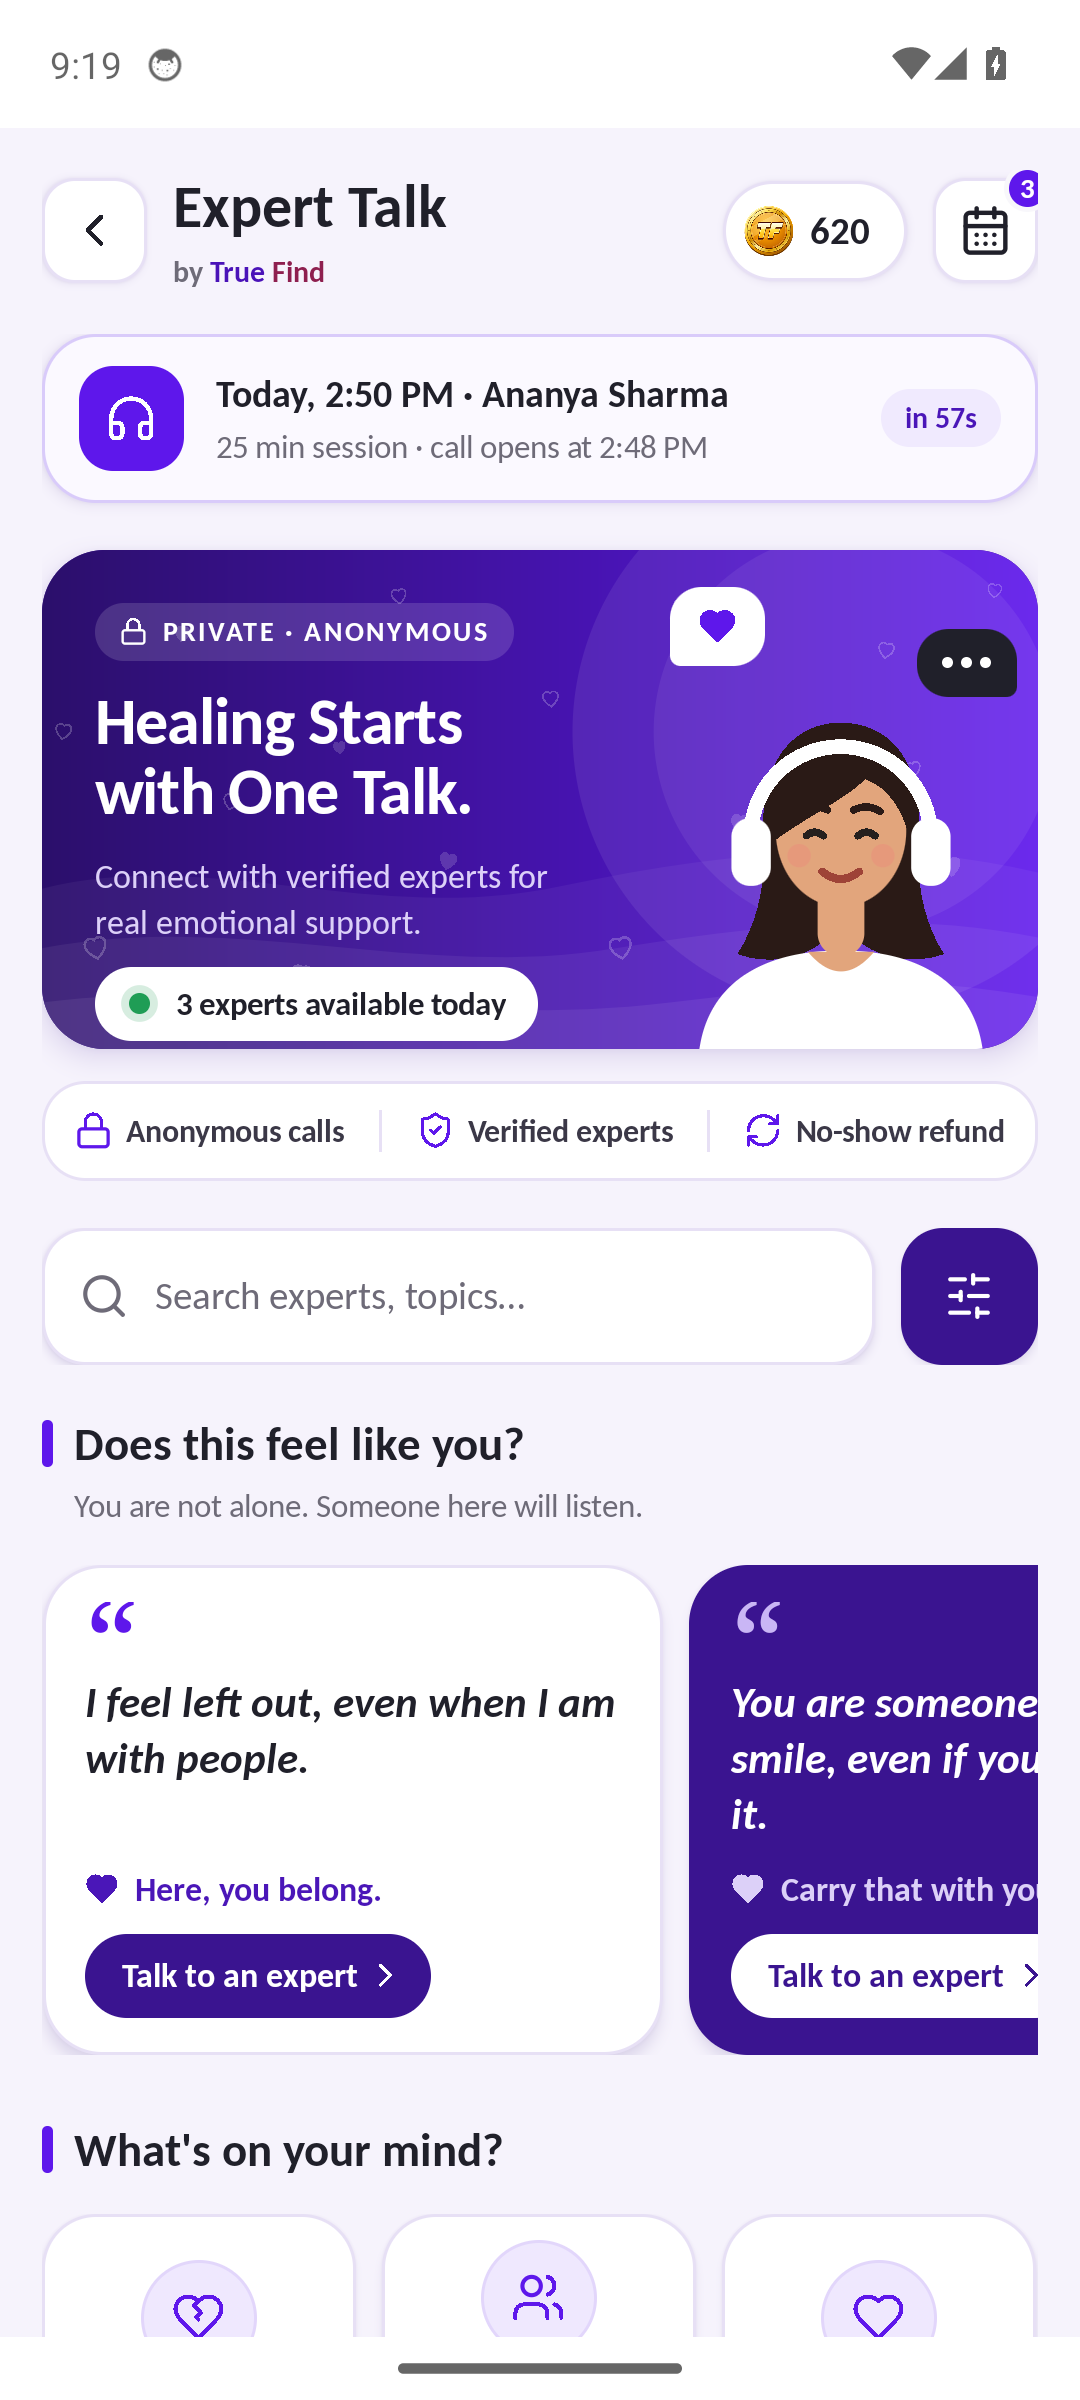 9:19
Expert Talk
by True Find
620
3
Today, 2:50 PM · Ananya Sharma
25 min session · call opens at 2:48 PM
in 57s
PRIVATE · ANONYMOUS
Healing Starts
with One Talk.
Connect with verified experts for
real emotional support.
3 experts available today
Anonymous calls
Verified experts
No-show refund
Search experts, topics...
Does this feel like you?
You are not alone. Someone here will listen.
“
I feel left out, even when I am
with people.
Here, you belong.
Talk to an expert
“
You are someone
smile, even if you
it.
Carry that with you
Talk to an expert
What's on your mind?